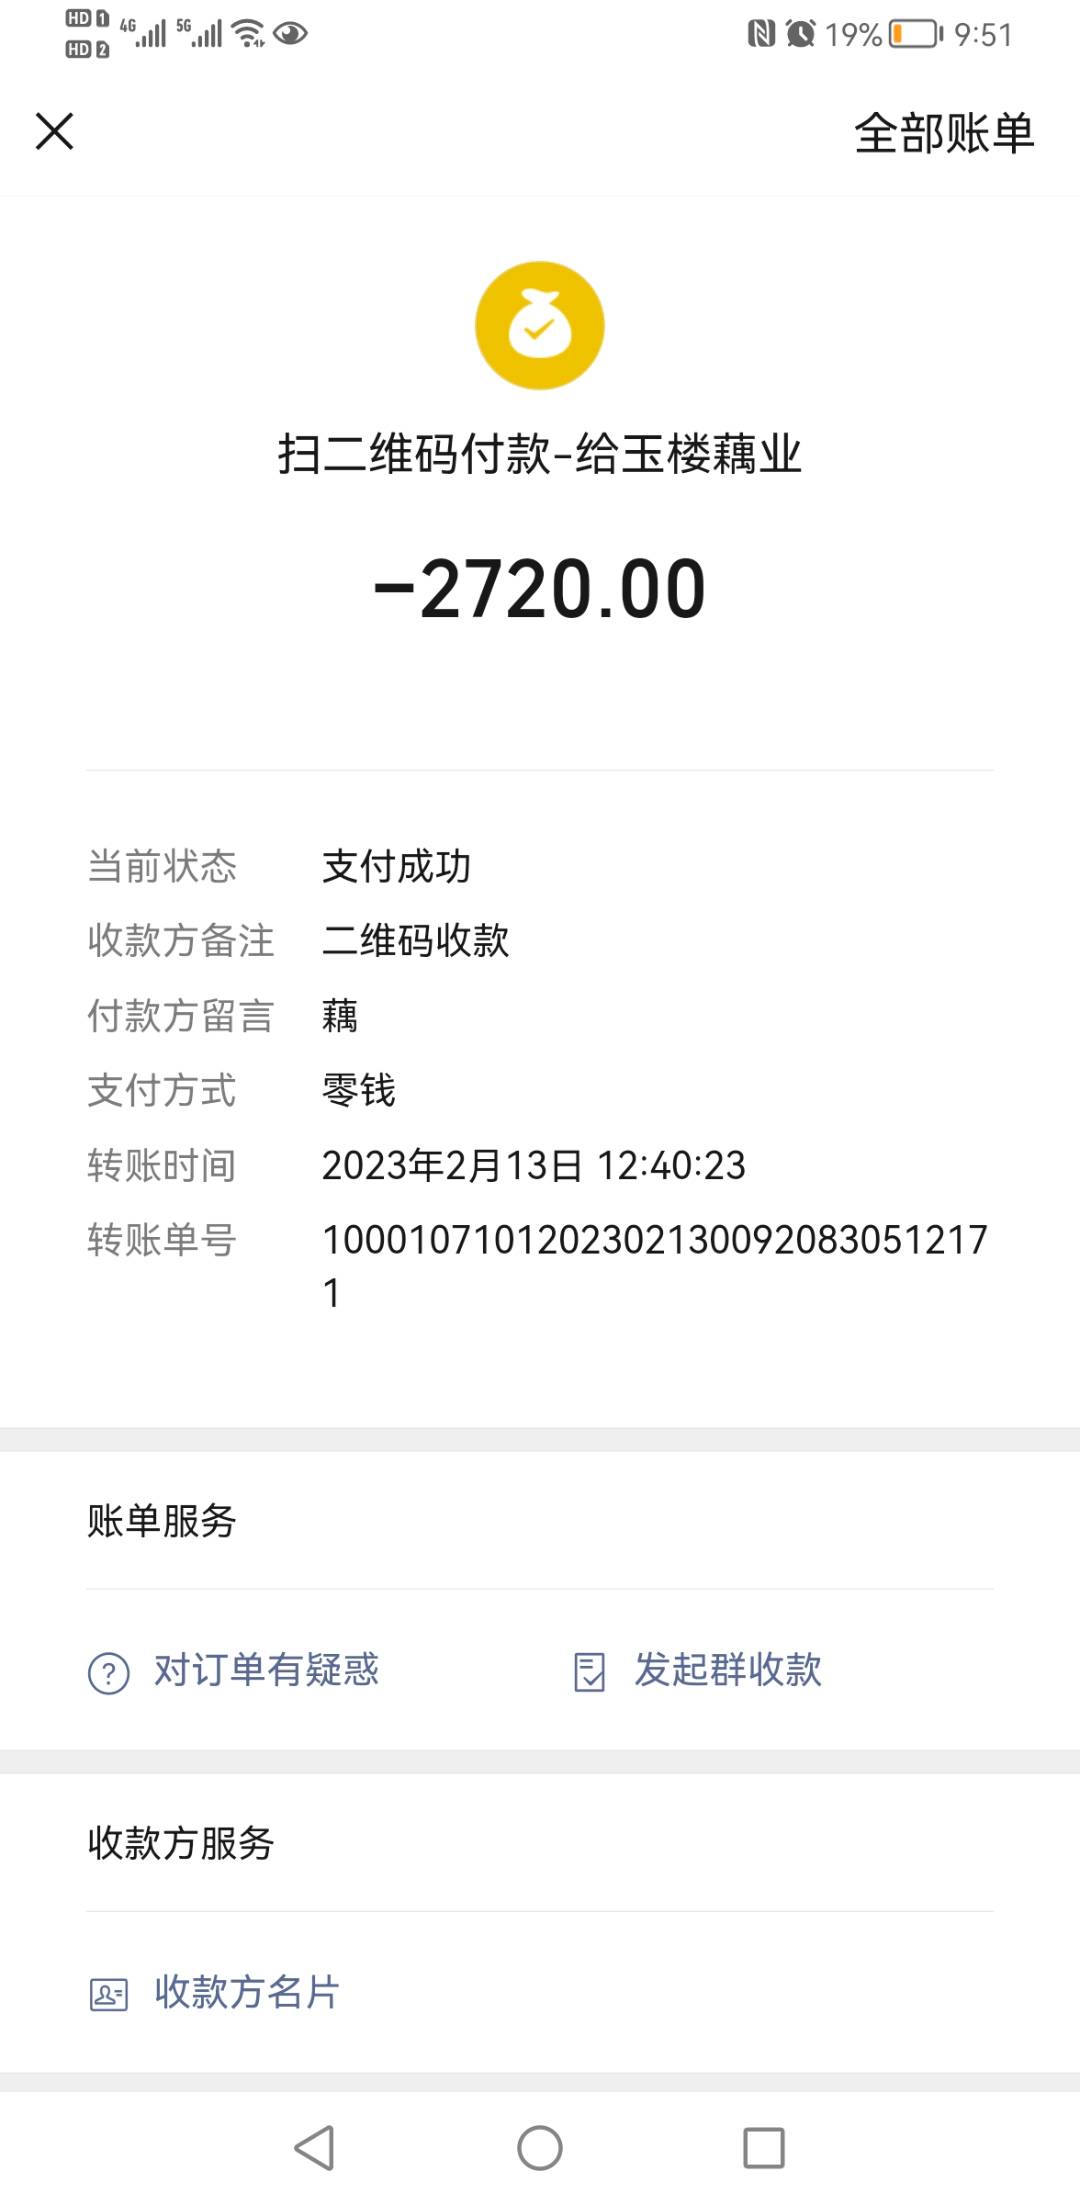 HD 1 4G 5G
HD 2
19% 9:51
全部账单
扫二维码付款-给玉楼藕业
-2720.00
当前状态 支付成功
收款方备注 二维码收款
付款方留言 藕
支付方式 零钱
转账时间 2023年2月13日 12:40:23
转账单号 100010710120230213009208305121​7
1
账单服务
对订单有疑惑 发起群收款
收款方服务
收款方名片